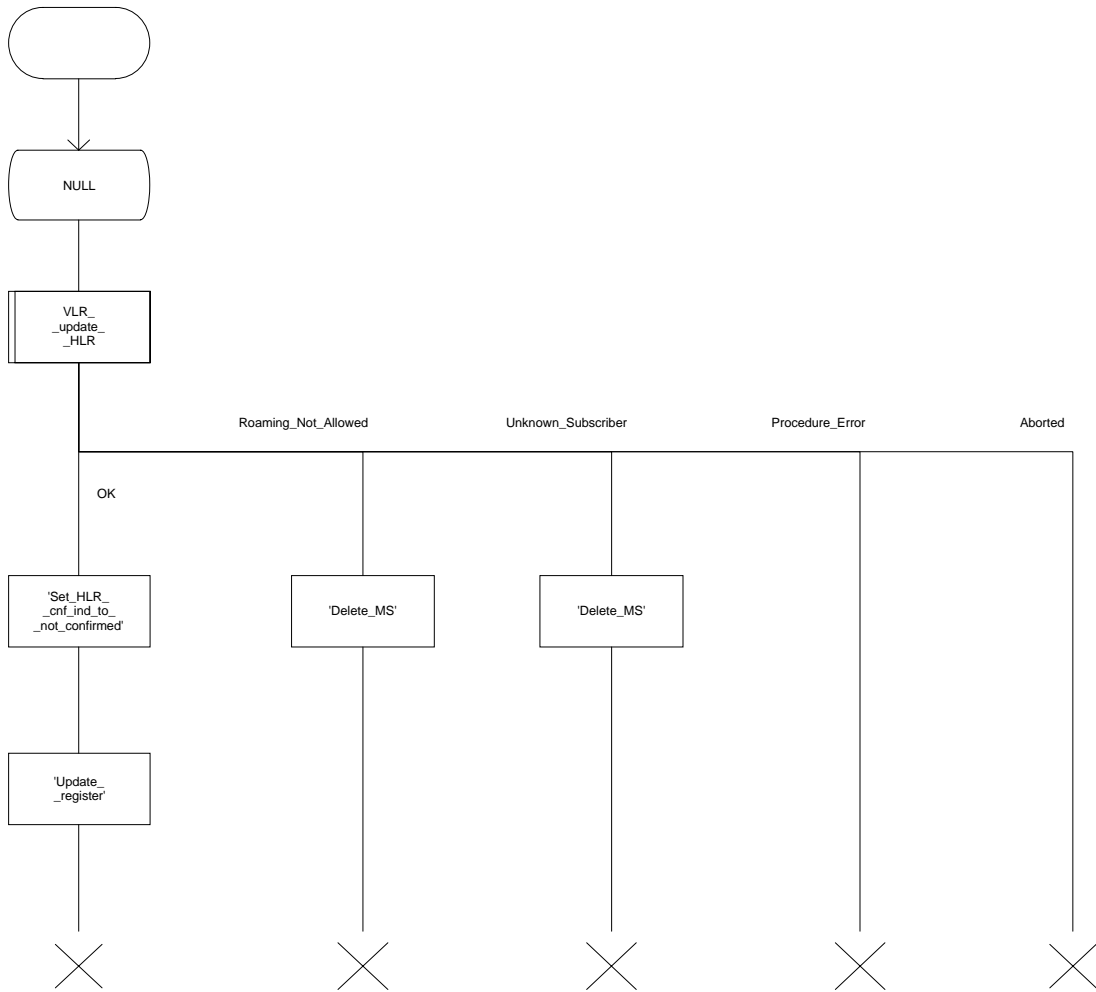 NULL
VLR_
_update_
_HLR
Roaming_Not_Allowed
Unknown_Subscriber
Procedure_Error
Aborted
OK
'Set_HLR_
_cnf_ind_to_
_not_confirmed'
'Delete_MS'
'Delete_MS'
'Update_
_register'